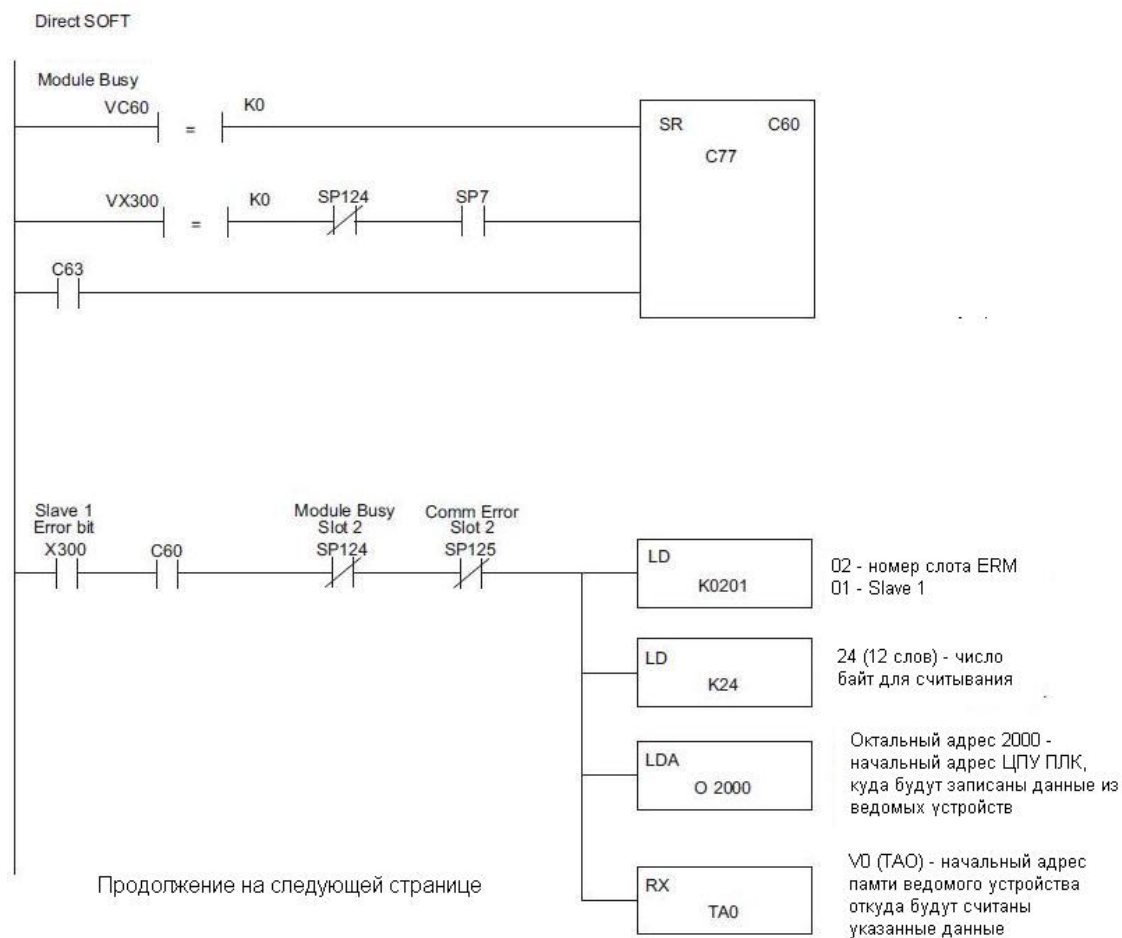 Direct SOFT
Module Busy
VC60
=
K0
SR
C60
C77
VX300
=
K0
SP124
SP7
C63
Slave 1
Error bit
X300
C60
Module Busy
Slot 2
SP124
Comm Error
Slot 2
SP125
LD
K0201
02 - номер слота ERM
01 - Slave 1
LD
K24
24 (12 слов) - число
байт для считывания
LDA
O 2000
Октальный адрес 2000 -
начальный адрес ЦПУ ПЛК,
куда будут записаны данные из
ведомых устройств
RX
TA0
V0 (TAO) - начальный адрес
памти ведомого устройства
откуда будут считаны
указанные данные
Продолжение на следующей странице